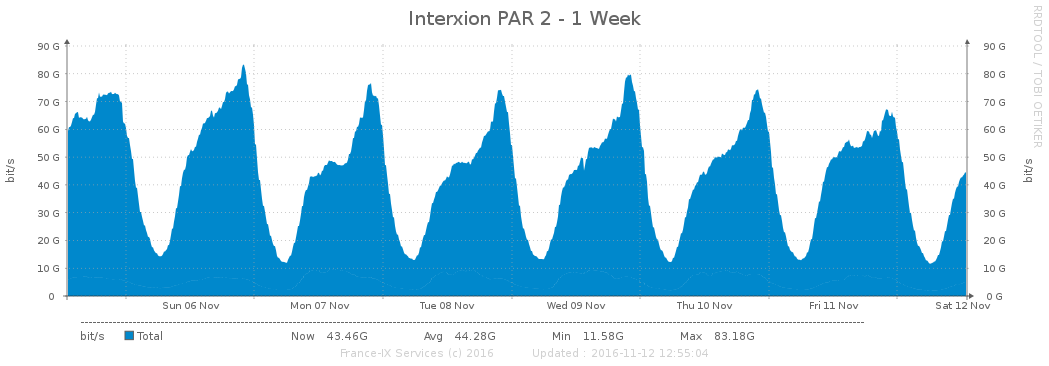 Interxion PAR 2 - 1 Week
RRDTOOL / TOBI OETIKER
bit/s
90 G
80 G
70 G
60 G
50 G
40 G
30 G
20 G
10 G
0
90 G
80 G
70 G
60 G
50 G
40 G
30 G
20 G
10 G
0 G
bit/s
Sun 06 Nov Mon 07 Nov Tue 08 Nov Wed 09 Nov Thu 10 Nov Fri 11 Nov Sat 12 Nov
bit/s Total Now 43.46G Avg 44.28G Min 11.58G Max 83.18G
France-IX Services (c) 2016 Updated : 2016-11-12 12:55:04